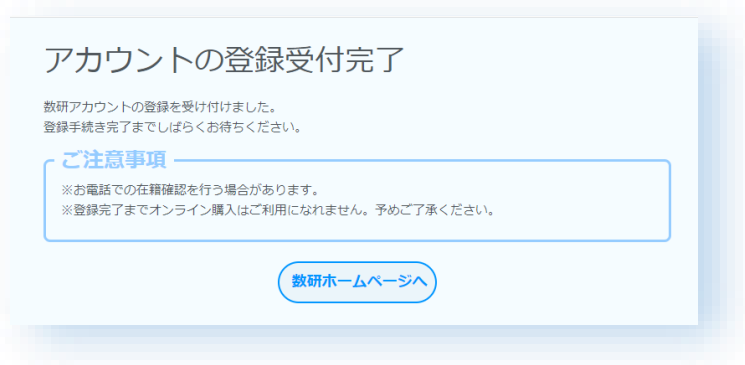 アカウントの登録受付完了
数研アカウントの登録を受け付けました。
登録手続き完了までしばらくお待ちください。
ご注意事項
※お電話での在籍確認を行う場合があります。
※登録完了までオンライン購入はご利用になれません。予めご了承ください。
数研ホームページへ